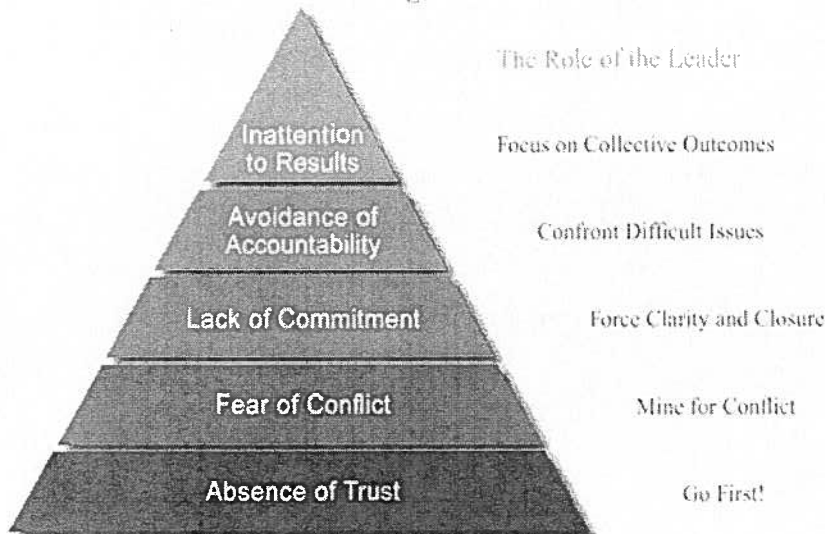 The Role of the Leader
Inattention
to Results
Focus on Collective Outcomes
Avoidance of
Accountability
Confront Difficult Issues
Lack of Commitment
Force Clarity and Closure
Fear of Conflict
Mine for Conflict
Absence of Trust
Go First!